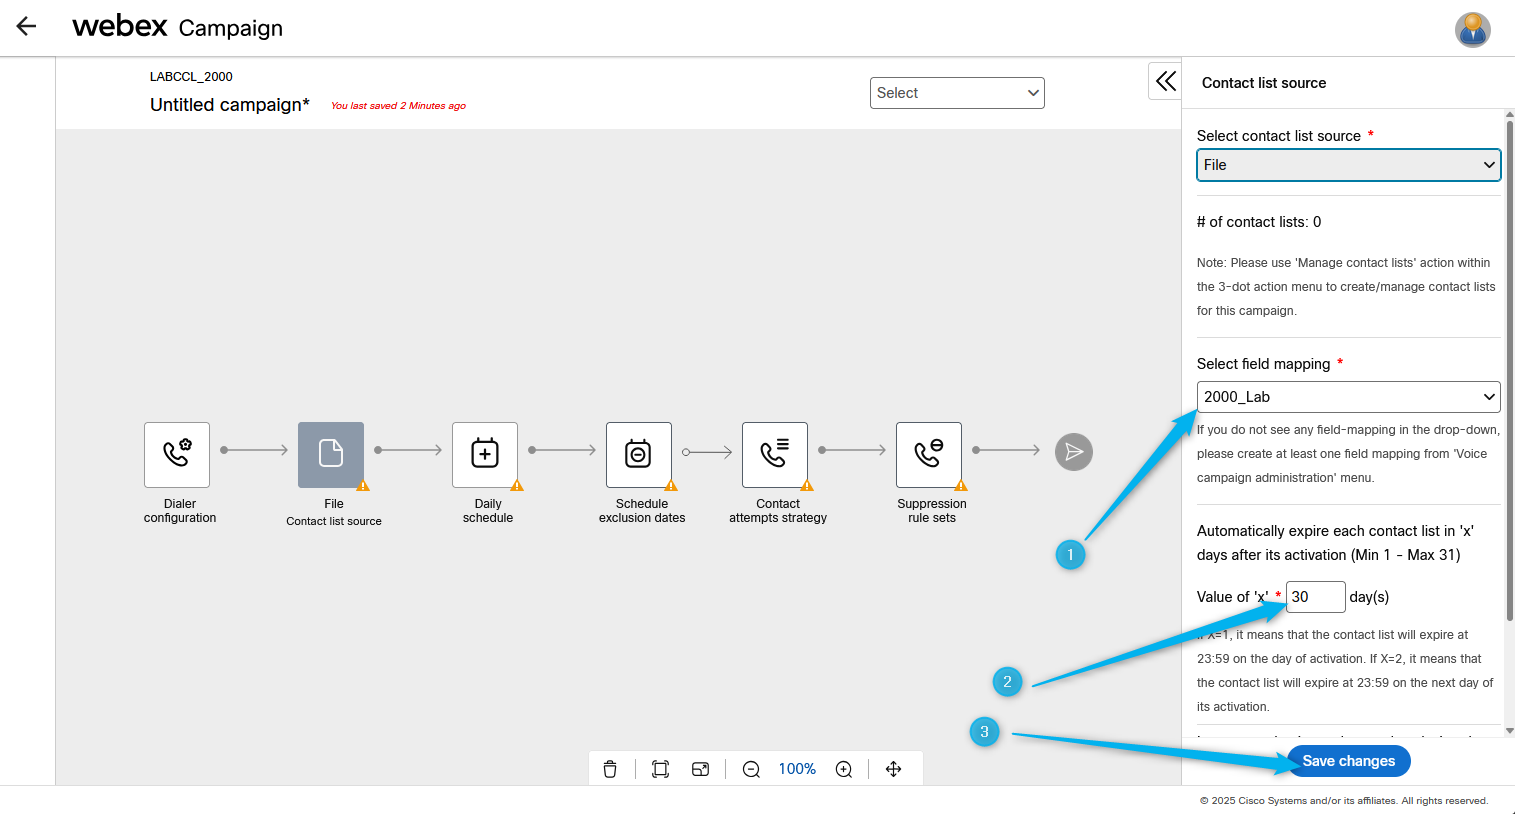 webex Campaign
LABCCL_2000
Untitled campaign*
You last saved 2 Minutes ago
Select
Contact list source
Select contact list source *
File
# of contact lists: 0
Note: Please use 'Manage contact lists' action within
the 3-dot action menu to create/manage contact lists
for this campaign.
Select field mapping *
2000_Lab
If you do not see any field-mapping in the drop-down,
please create at least one field mapping from 'Voice
campaign administration' menu.
Automatically expire each contact list in 'x'
days after its activation (Min 1 - Max 31)
Value of 'x' * 30 day(s)
If X=1, it means that the contact list will expire at
23:59 on the day of activation. If X=2, it means that
the contact list will expire at 23:59 on the next day of
its activation.
Save changes
Dialer
configuration
File
Contact list source
Daily
schedule
Schedule
exclusion dates
Contact
attempts strategy
Suppression
rule sets
1
2
3
100%
© 2025 Cisco Systems and/or its affiliates. All rights reserved.